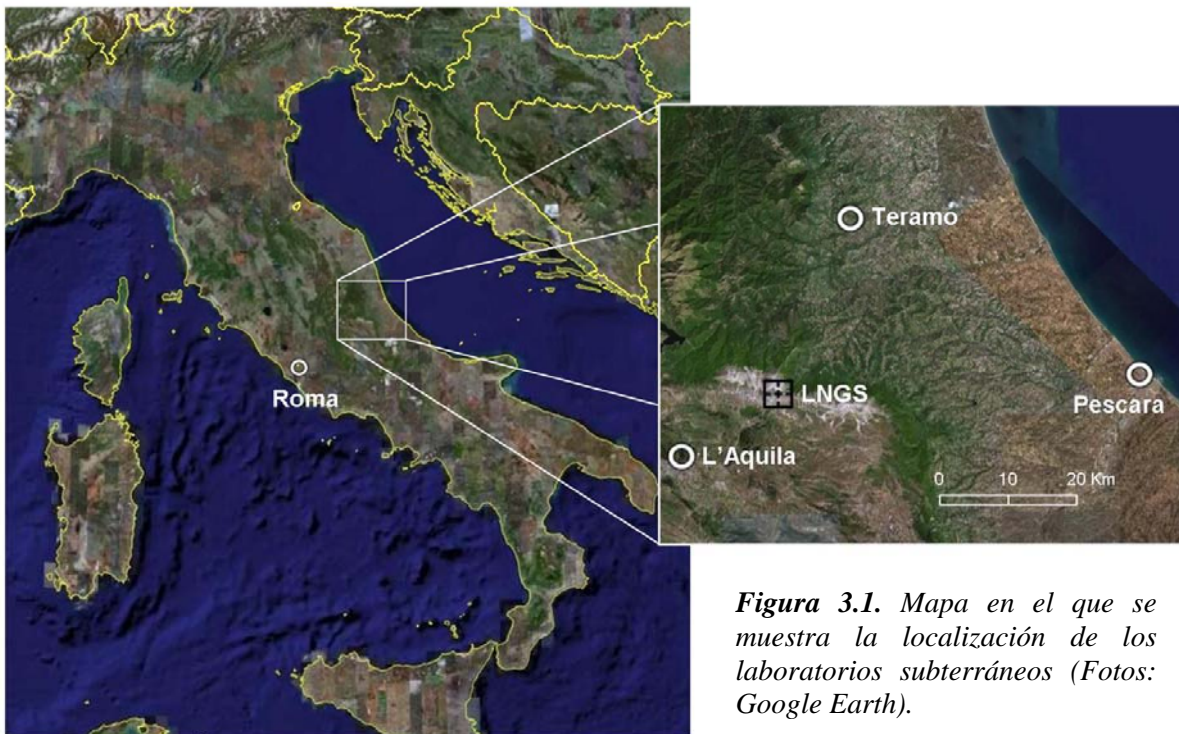 Roma
Teramo
LNGS
Pescara
L'Aquila
0 10 20 Km
Figura 3.1. Mapa en el que se
muestra la localización de los
laboratorios subterráneos (Fotos:
Google Earth).